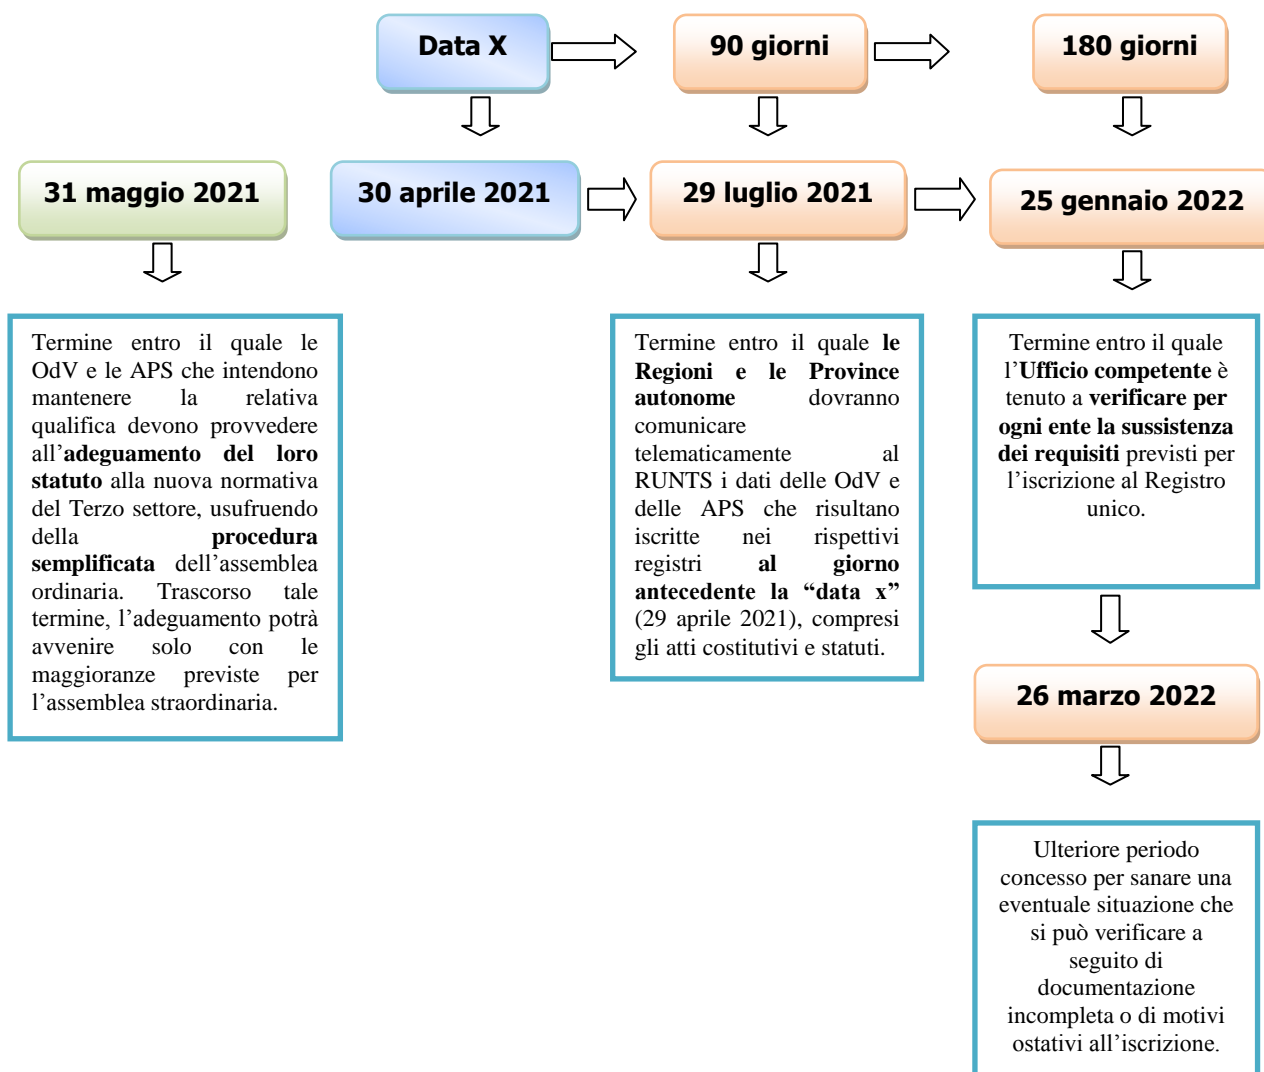 Data X
90 giorni
180 giorni
31 maggio 2021
30 aprile 2021
29 luglio 2021
25 gennaio 2022
Termine entro il quale le
OdV e le APS che intendono
mantenere la relativa
qualifica devono provvedere
all’adeguamento del loro
statuto alla nuova normativa
del Terzo settore, usufruendo
della procedura
semplificata dell’assemblea
ordinaria. Trascorso tale
termine, l’adeguamento potrà
avvenire solo con le
maggioranze previste per
l’assemblea straordinaria.
Termine entro il quale le
Regioni e le Province
autonome dovranno
comunicare
telematicamente al
RUNTS i dati delle OdV e
delle APS che risultano
iscritte nei rispettivi
registri al giorno
antecedente la “data x”
(29 aprile 2021), compresi
gli atti costitutivi e statuti.
Termine entro il quale
l’Ufficio competente è
tenuto a verificare per
ogni ente la sussistenza
dei requisiti previsti per
l’iscrizione al Registro
unico.
26 marzo 2022
Ulteriore periodo
concesso per sanare una
eventuale situazione che
si può verificare a
seguito di
documentazione
incompleta o di motivi
ostativi all’iscrizione.